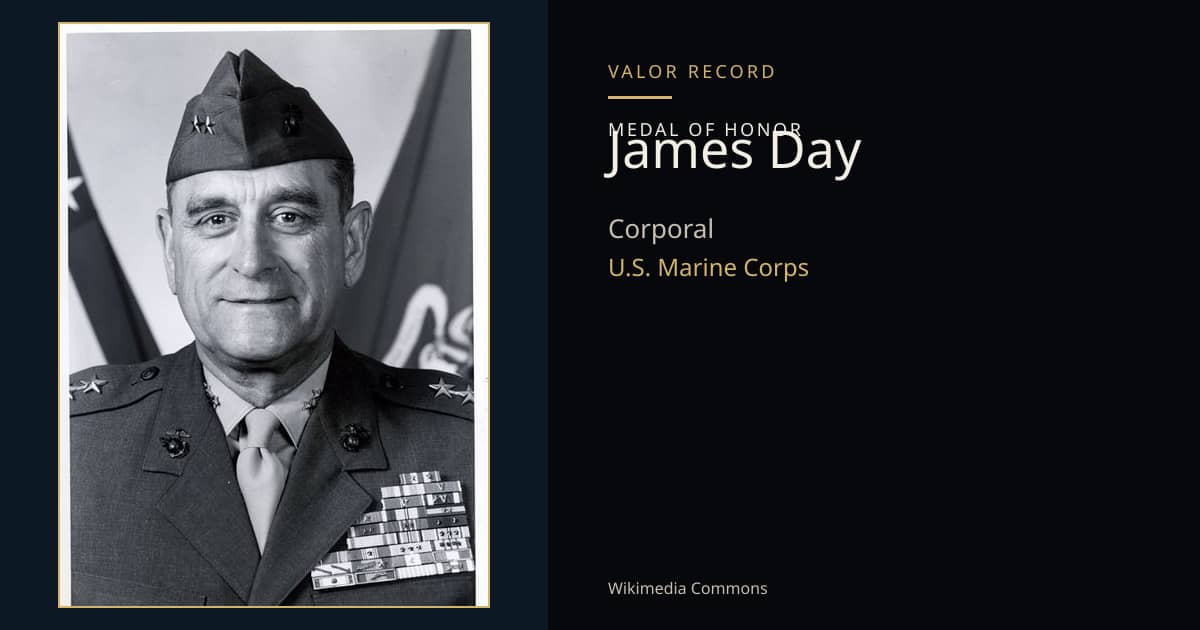 VALOR RECORD
MEDAL OF HONOR
James Day
Corporal
U.S. Marine Corps
Wikimedia Commons